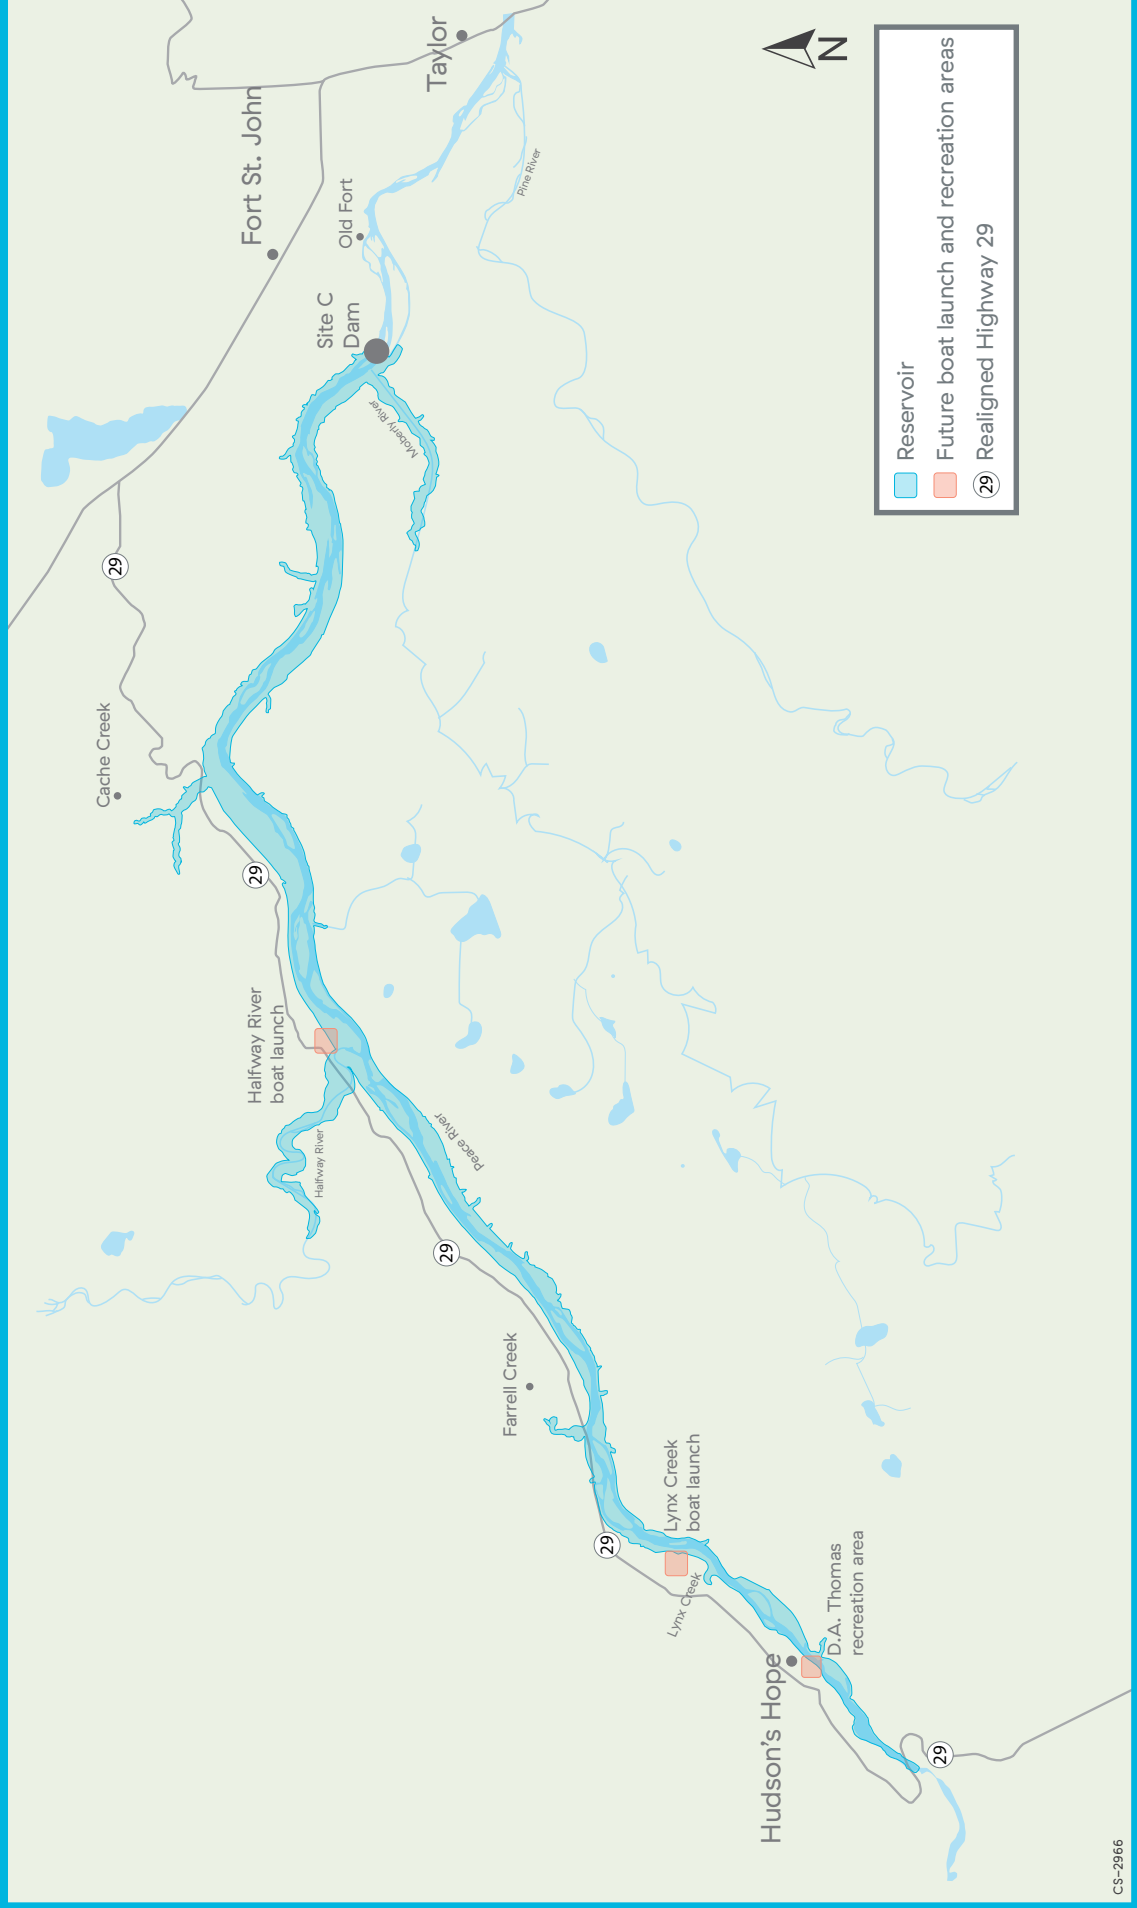 Taylor
Fort St. John
Old Fort
Pine River
Site C
Dam
Moberly River
29
Cache Creek
29
Halfway River
boat launch
Halfway River
Peace River
29
Farrell Creek
Lynx Creek
boat launch
29
Lynx Creek
D.A. Thomas
recreation area
Hudson’s Hope
29
N
Reservoir
Future boat launch and recreation areas
29 Realigned Highway 29
CS-2966